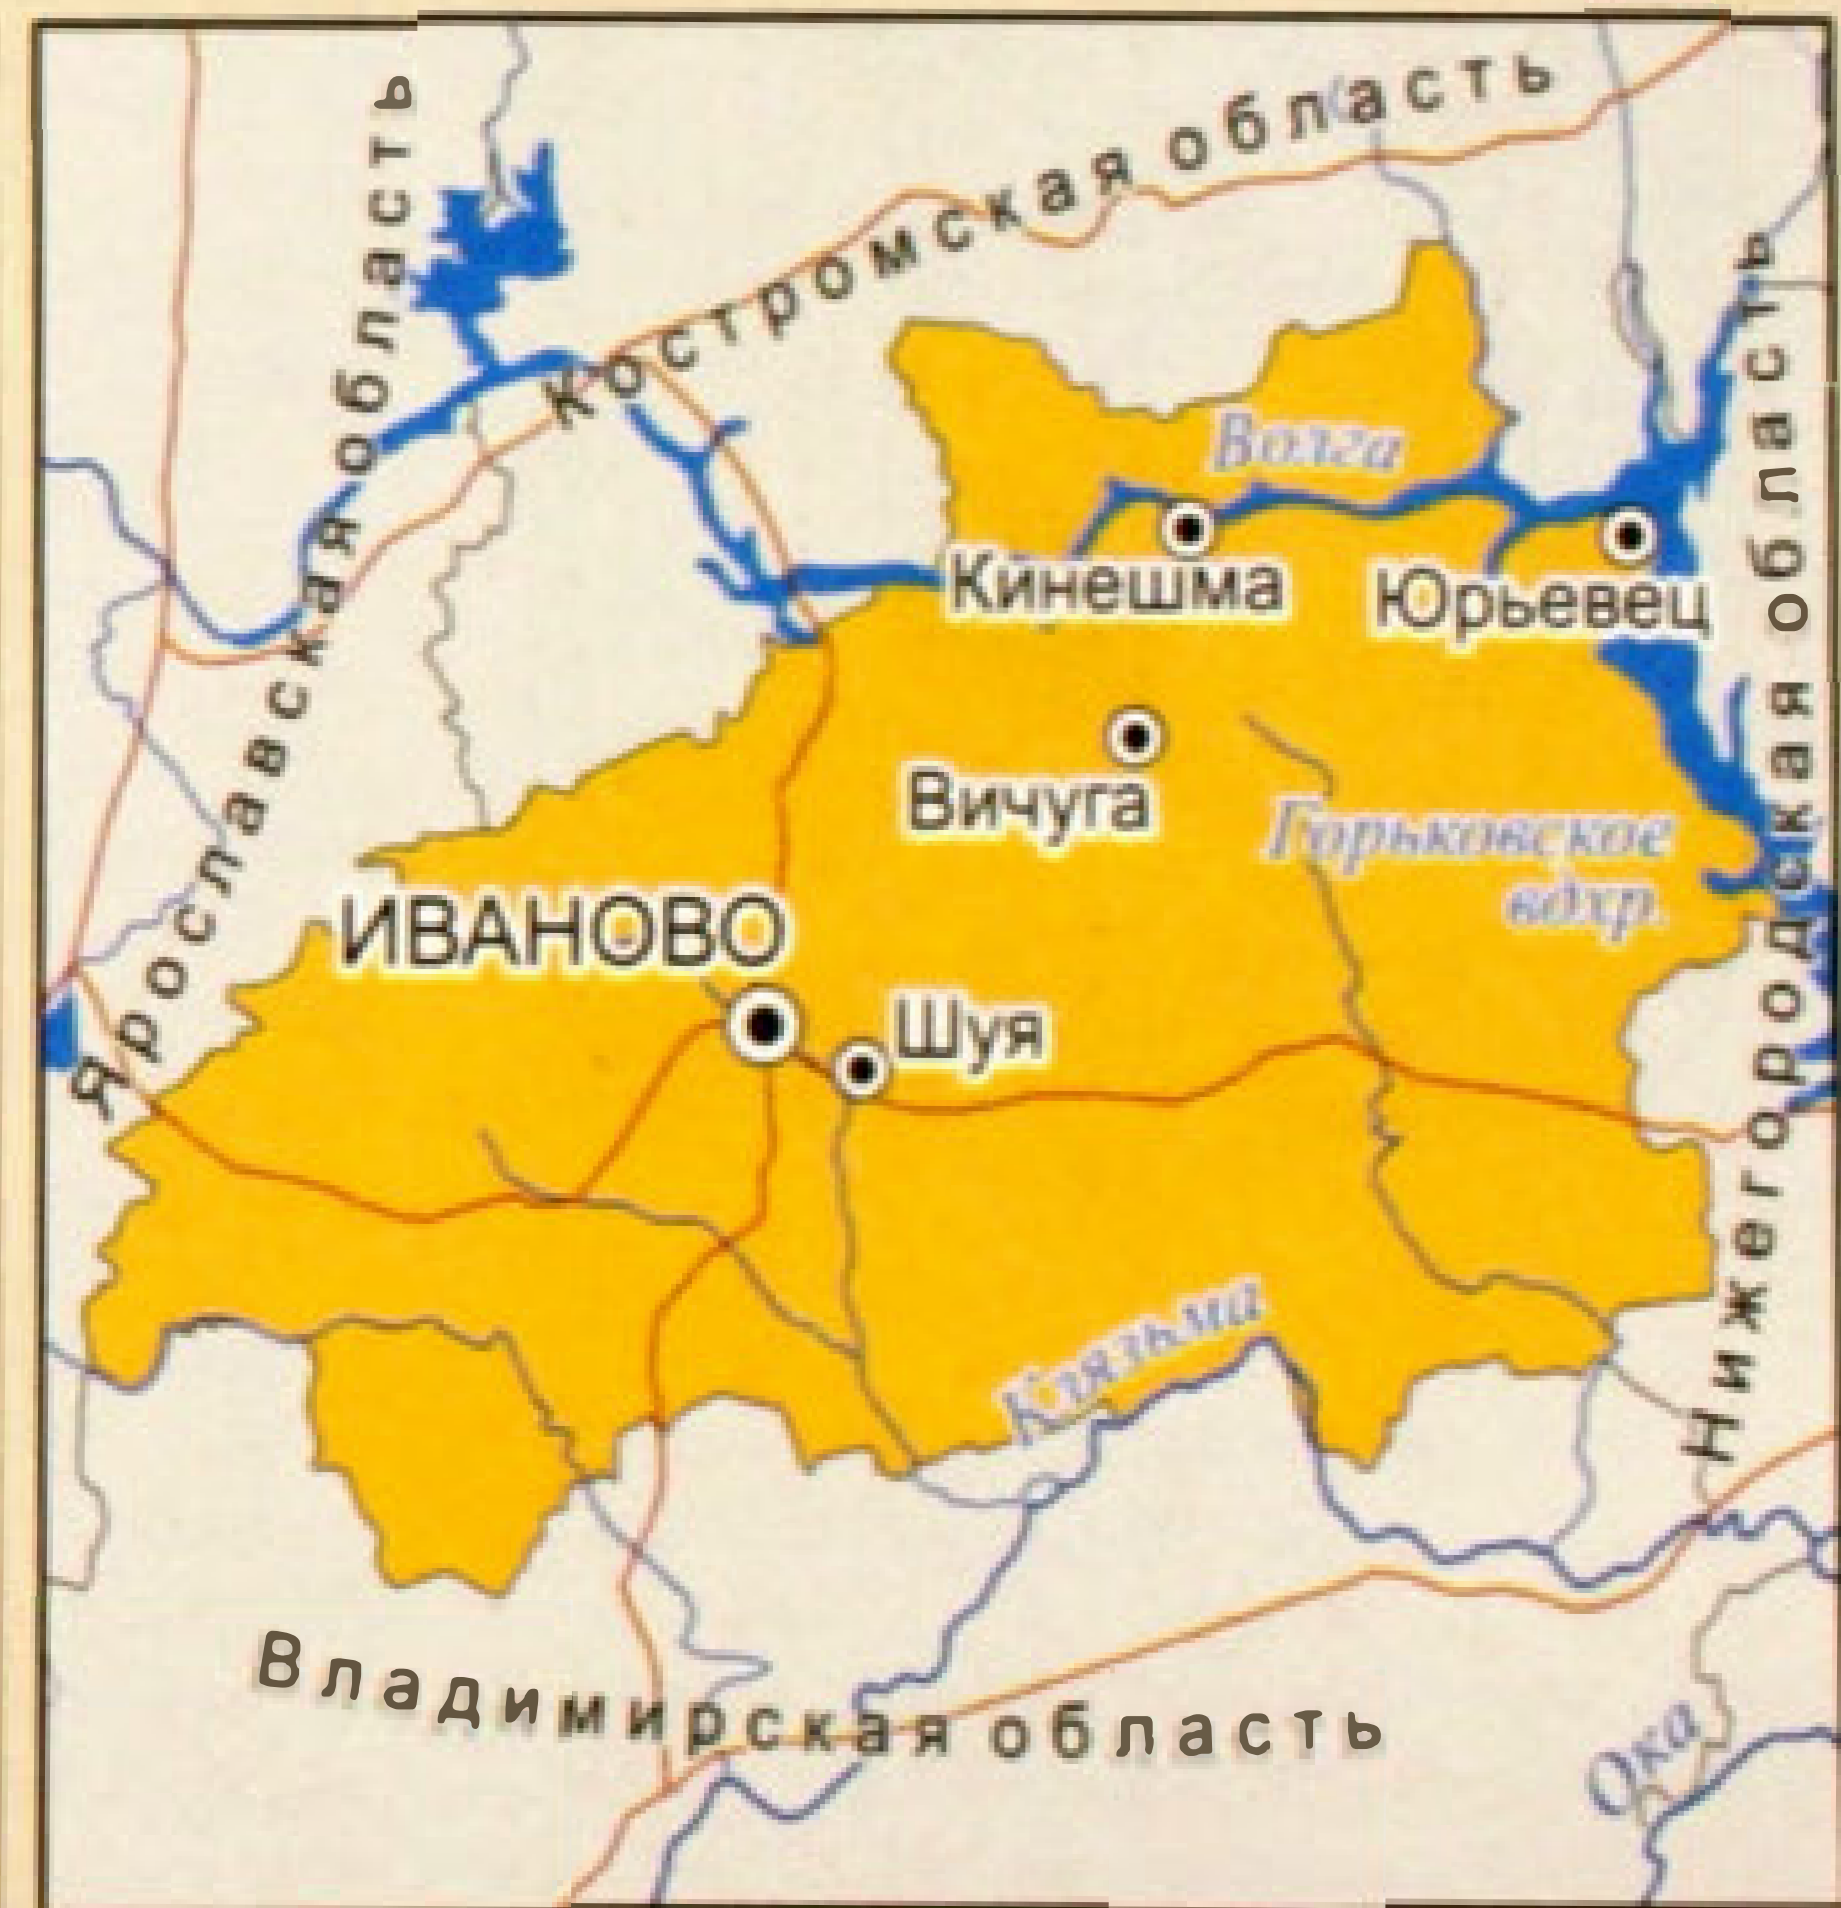 Ярославская область
Костромская область
Волга
Кинешма
Юрьевец
Вичуга
Горьковское
вдхр.
ИВАНОВО
Шуя
Нижегородская область
Клязьма
Владимирская область
Ока